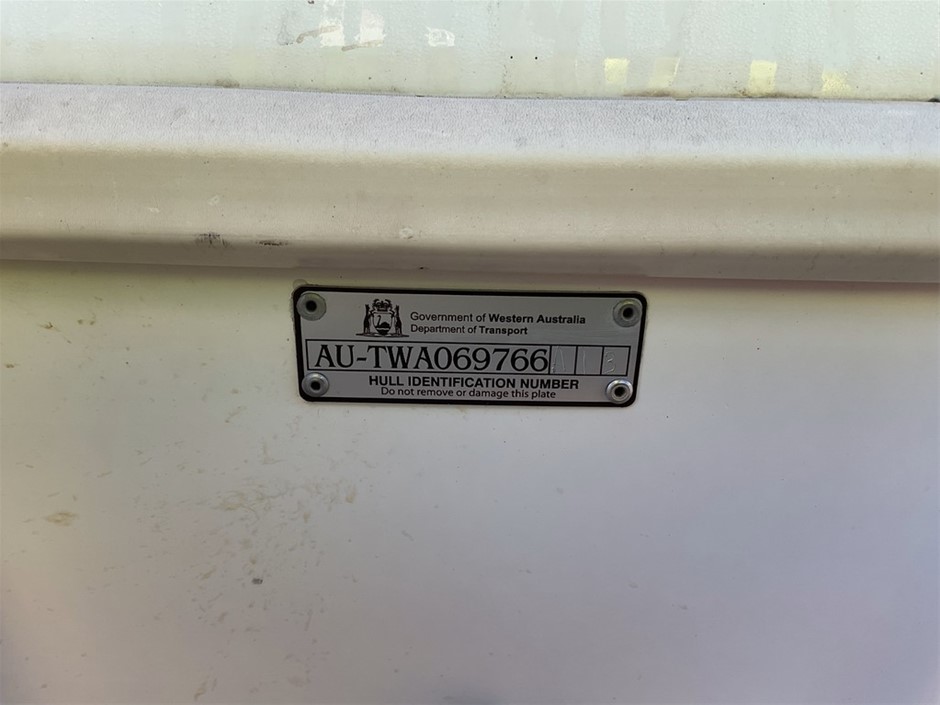 Government of Western Australia
Department of Transport
AU-TWA069766
HULL IDENTIFICATION NUMBER
Do not remove or damage this plate